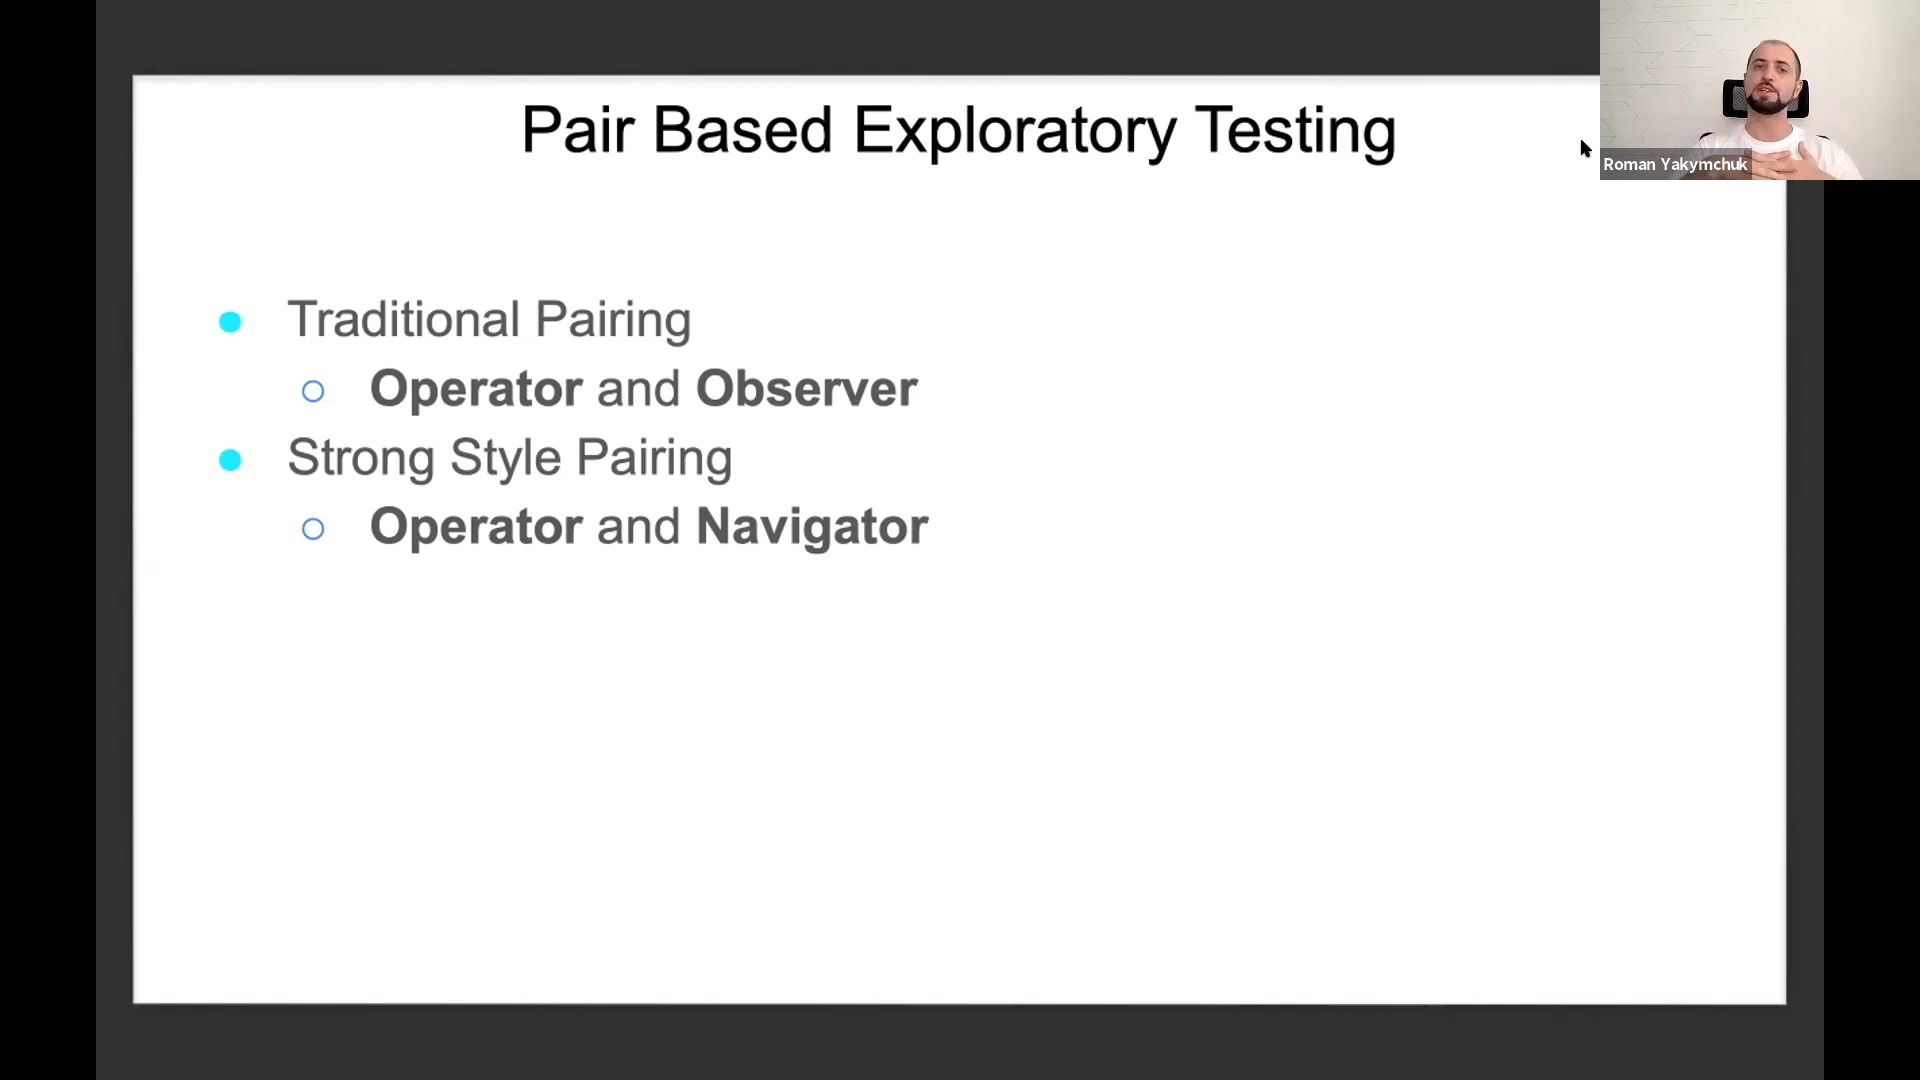 Pair Based Exploratory Testing
Roman Yakymchuk
Traditional Pairing
Operator and Observer
Strong Style Pairing
Operator and Navigator